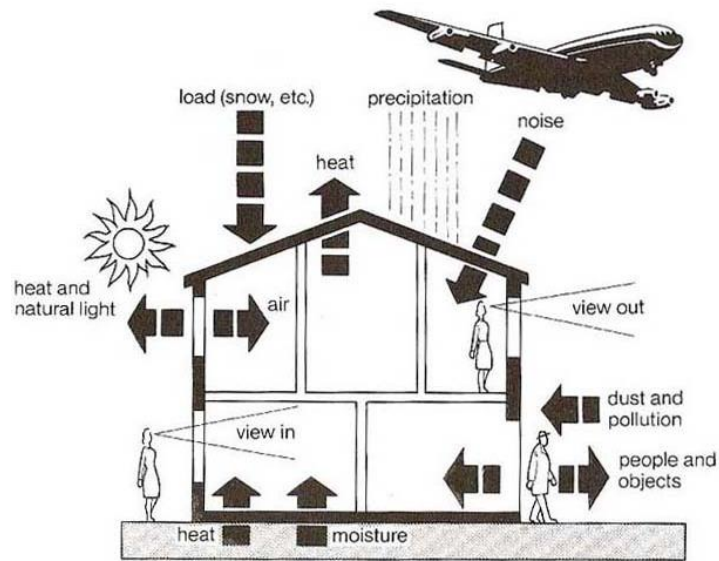 load (snow, etc.)
precipitation
noise
heat
heat and
natural light
air
view out
dust and
pollution
view in
people and
objects
heat
moisture